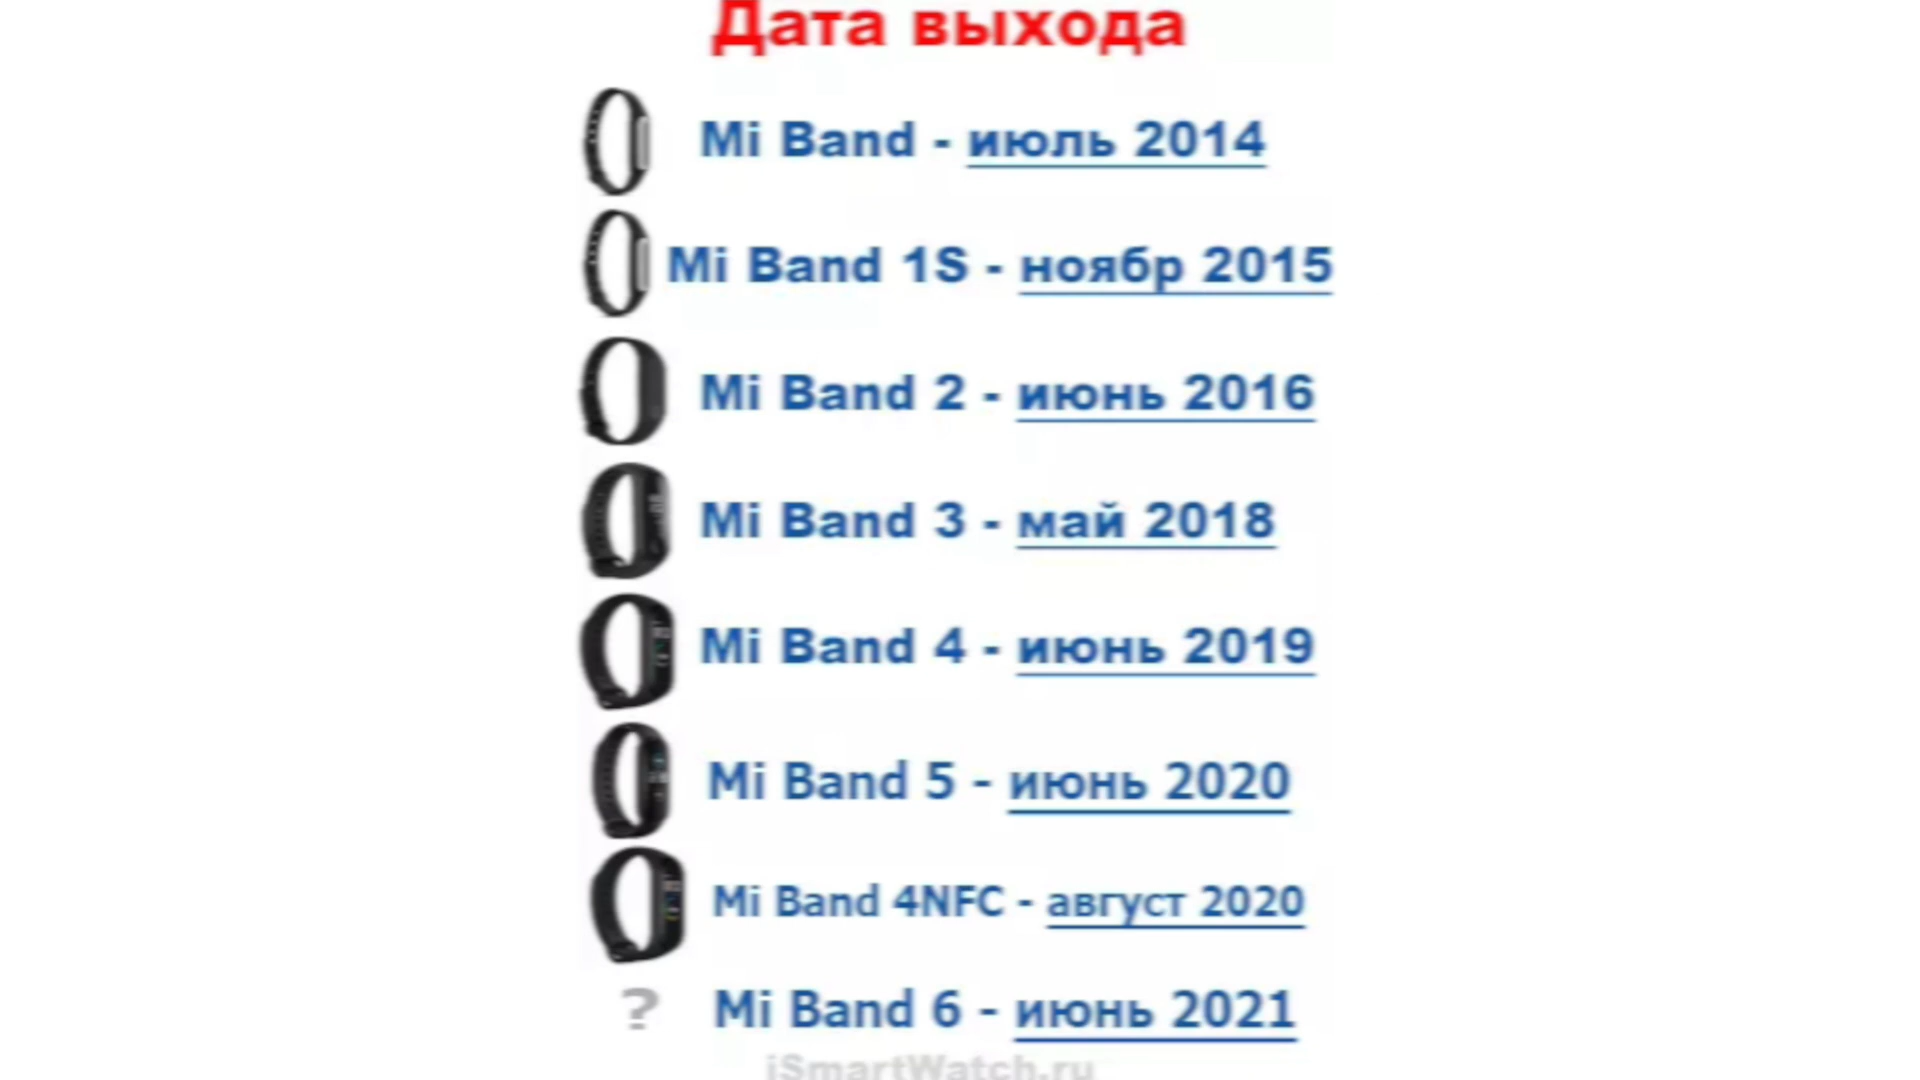 Дата выхода
Mi Band - июль 2014
Mi Band 1S - ноябр 2015
Mi Band 2 - июнь 2016
Mi Band 3 - май 2018
Mi Band 4 - июнь 2019
Mi Band 5 - июнь 2020
Mi Band 4NFC - август 2020
? Mi Band 6 - июнь 2021
iSmartWatch.ru